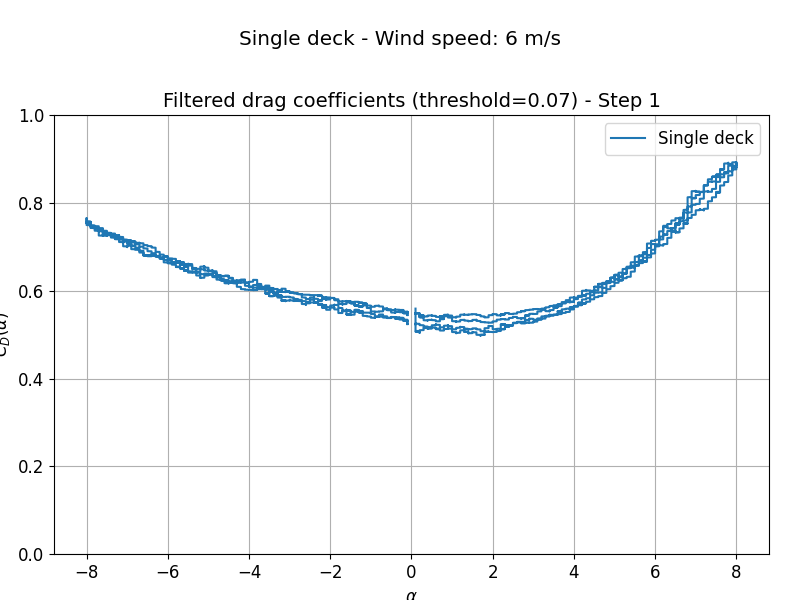 Single deck - Wind speed: 6 m/s
Filtered drag coefficients (threshold=0.07) - Step 1
Single deck
1.0
0.8
0.6
0.4
0.2
0.0
C_D(α)
−8 −6 −4 −2 0 2 4 6 8
α